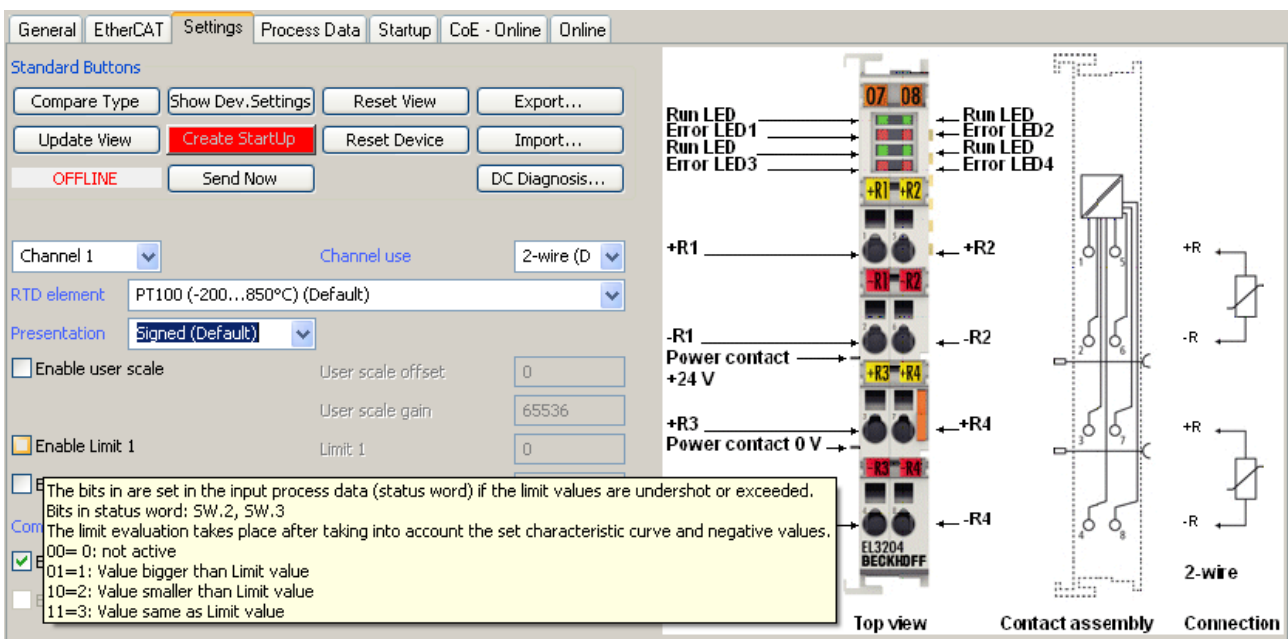 General EtherCAT Settings Process Data Startup CoE - Online Online
Standard Buttons
Compare Type Show Dev.Settings Reset View Export...
Update View Create StartUp Reset Device Import...
OFFLINE Send Now DC Diagnosis...
Channel 1 Channel use 2-wire (D
RTD element PT100 (-200...850°C) (Default)
Presentation Signed (Default)
Enable user scale User scale offset 0
User scale gain 65536
Enable Limit 1 Limit 1 0
The bits in are set in the input process data (status word) if the limit values are undershot or exceeded.
Bits in status word: SW.2, SW.3
The limit evaluation takes place after taking into account the set characteristic curve and negative values.
00= 0: not active
01=1: Value bigger than Limit value
10=2: Value smaller than Limit value
11=3: Value same as Limit value
07 08
Run LED Run LED
Error LED1 Error LED2
Run LED Run LED
Error LED3 Error LED4
+R1 +R2
+R1 +R2
-R1 -R2
-R1 -R2
Power contact
+24 V
+R3 +R4
+R3 +R4
Power contact 0 V
-R3 -R4
-R4
EL3204
BECKHOFF
Top view
1 5
2 6
3 7
4 8
Contact assembly
+R
-R
+R
-R
2-wire
Connection